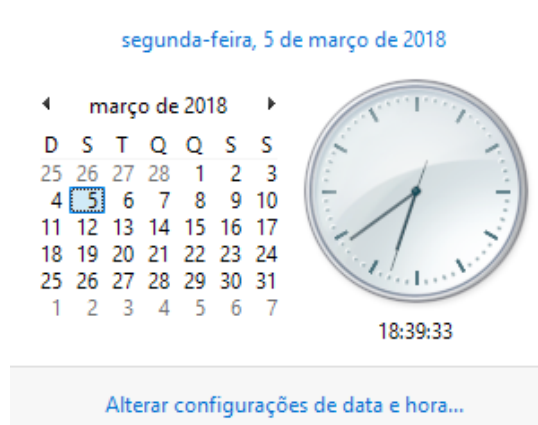 segunda-feira, 5 de março de 2018
março de 2018
D S T Q Q S S
25 26 27 28 1 2 3
4 5 6 7 8 9 10
11 12 13 14 15 16 17
18 19 20 21 22 23 24
25 26 27 28 29 30 31
1 2 3 4 5 6 7
18:39:33
Alterar configurações de data e hora...